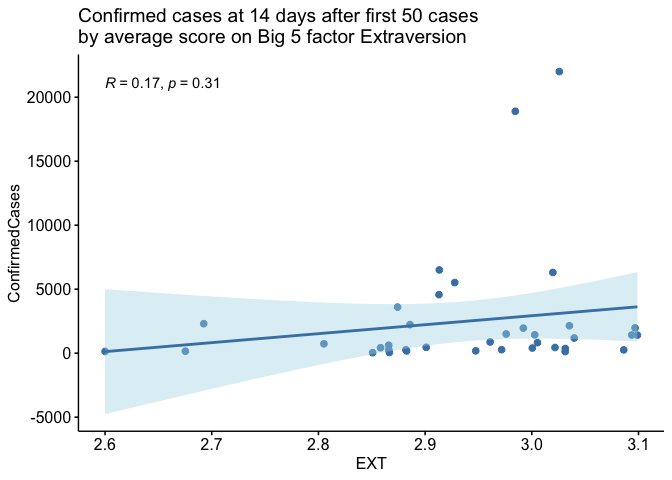 Confirmed cases at 14 days after first 50 cases
by average score on Big 5 factor Extraversion
R = 0.17, p = 0.31
20000
15000
10000
5000
0
-5000
ConfirmedCases
2.6 2.7 2.8 2.9 3.0 3.1
EXT